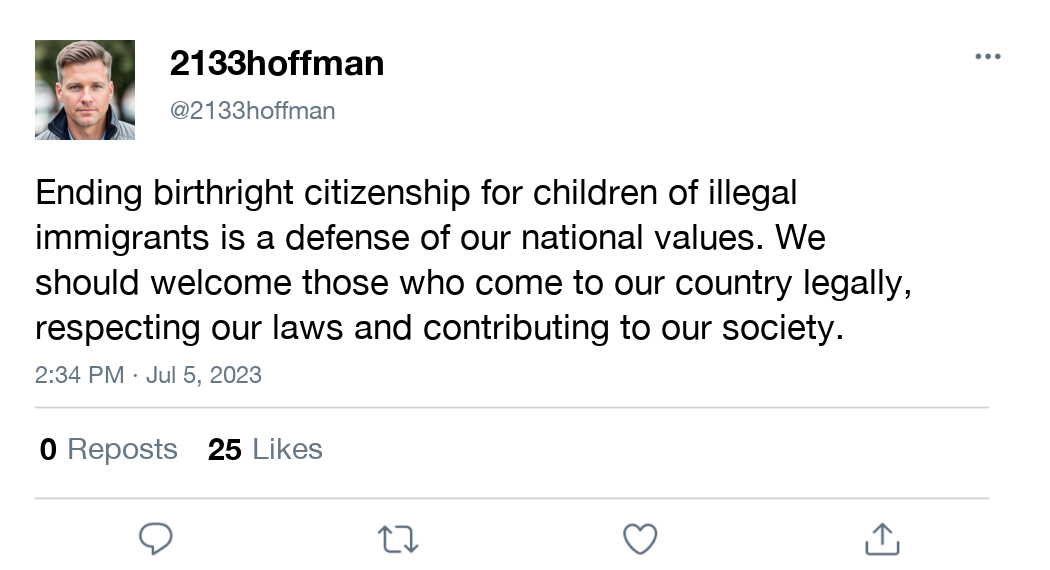 2133hoffman
@2133hoffman
Ending birthright citizenship for children of illegal
immigrants is a defense of our national values. We
should welcome those who come to our country legally,
respecting our laws and contributing to our society.
2:34 PM · Jul 5, 2023
0 Reposts 25 Likes